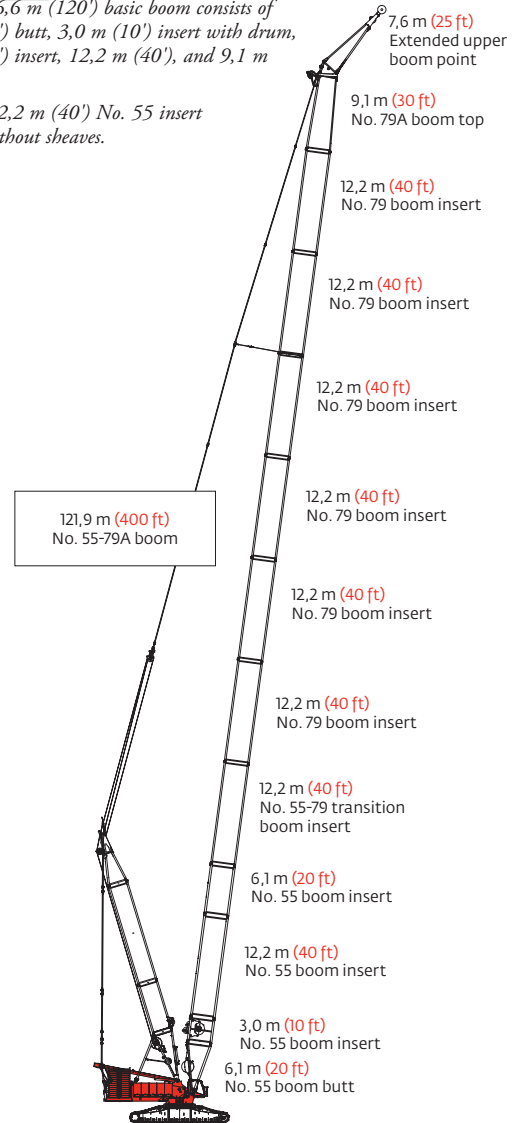 6,6 m (120') basic boom consists of
') butt, 3,0 m (10') insert with drum,
') insert, 12,2 m (40'), and 9,1 m
2,2 m (40') No. 55 insert
thout sheaves.
7,6 m (25 ft)
Extended upper
boom point
9,1 m (30 ft)
No. 79A boom top
12,2 m (40 ft)
No. 79 boom insert
12,2 m (40 ft)
No. 79 boom insert
12,2 m (40 ft)
No. 79 boom insert
12,2 m (40 ft)
No. 79 boom insert
12,2 m (40 ft)
No. 79 boom insert
12,2 m (40 ft)
No. 79 boom insert
12,2 m (40 ft)
No. 55-79 transition
boom insert
6,1 m (20 ft)
No. 55 boom insert
12,2 m (40 ft)
No. 55 boom insert
3,0 m (10 ft)
No. 55 boom insert
6,1 m (20 ft)
No. 55 boom butt
121,9 m (400 ft)
No. 55-79A boom